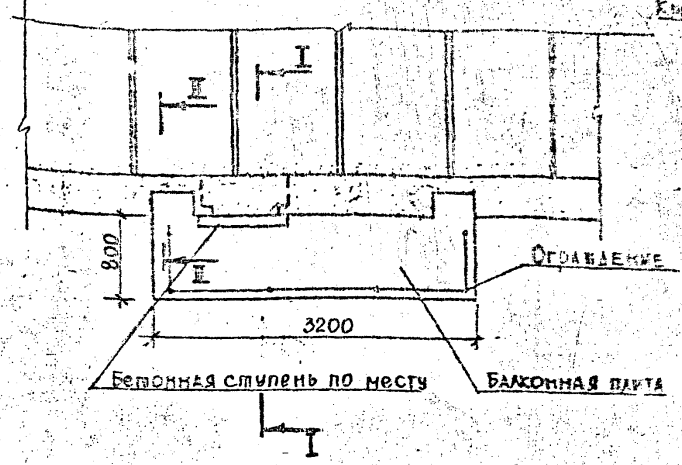 I
II
800
II
Ограждение
3200
Бетонная ступень по месту
Балконная плита
I